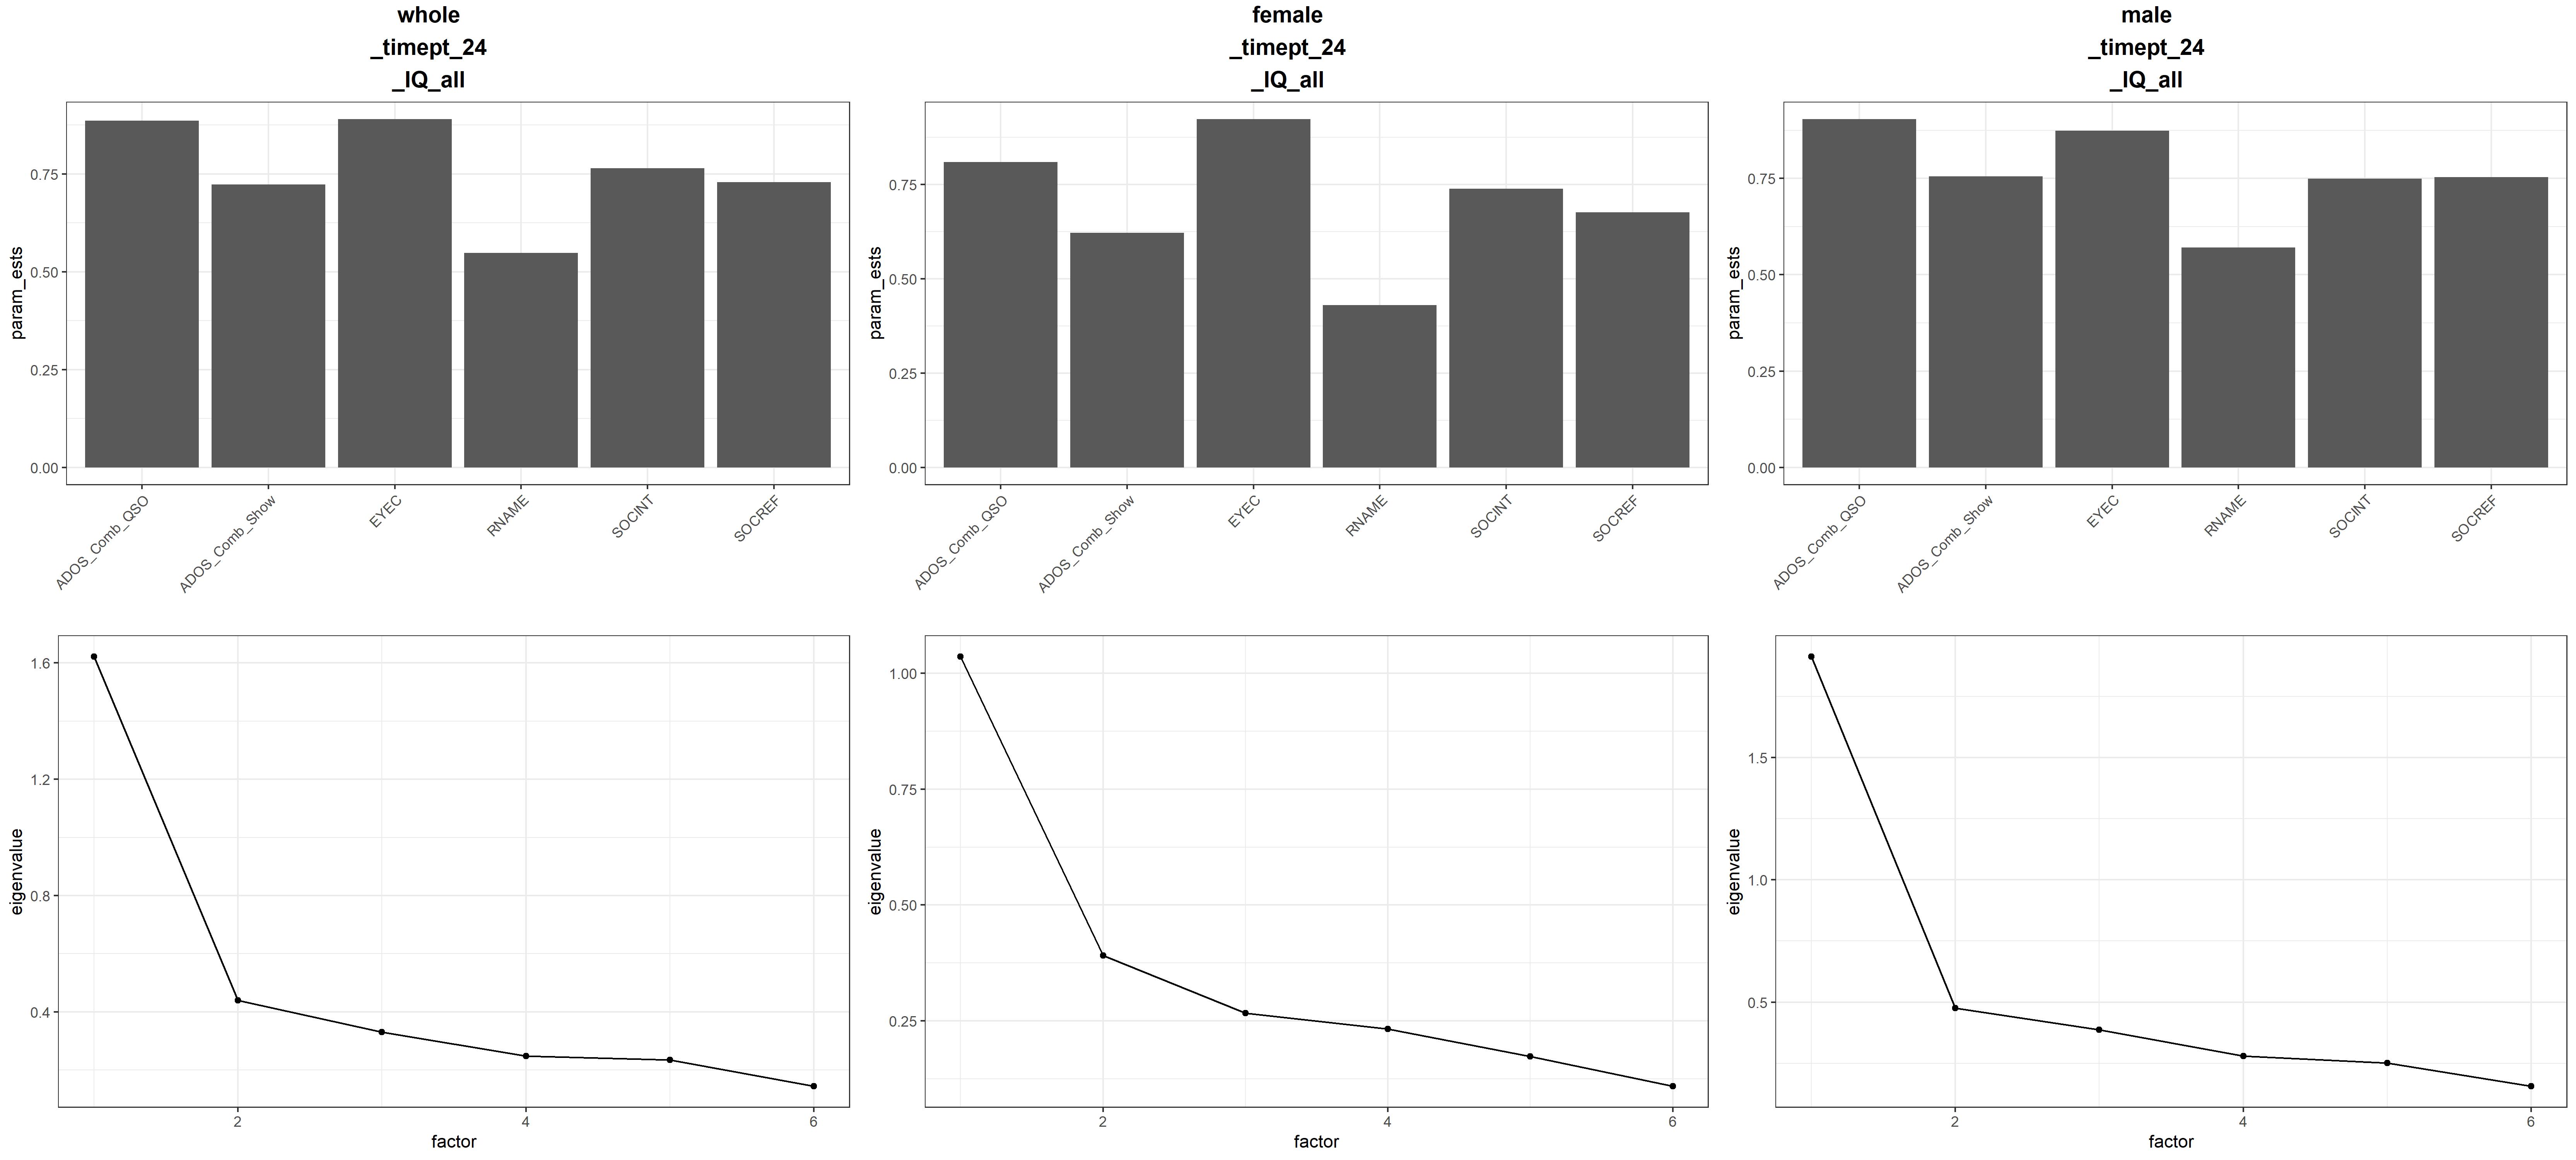 whole
_timept_24
_IQ_all
female
_timept_24
_IQ_all
male
_timept_24
_IQ_all
param_ests
0.75
0.50
0.25
0.00
ADOS_Comb_QSO
ADOS_Comb_Show
EYEC
RNAME
SOCINT
SOCREF
param_ests
0.75
0.50
0.25
0.00
ADOS_Comb_QSO
ADOS_Comb_Show
EYEC
RNAME
SOCINT
SOCREF
param_ests
0.75
0.50
0.25
0.00
ADOS_Comb_QSO
ADOS_Comb_Show
EYEC
RNAME
SOCINT
SOCREF
eigenvalue
1.6
1.2
0.8
0.4
2
4
6
factor
eigenvalue
1.00
0.75
0.50
0.25
2
4
6
factor
eigenvalue
1.5
1.0
0.5
2
4
6
factor